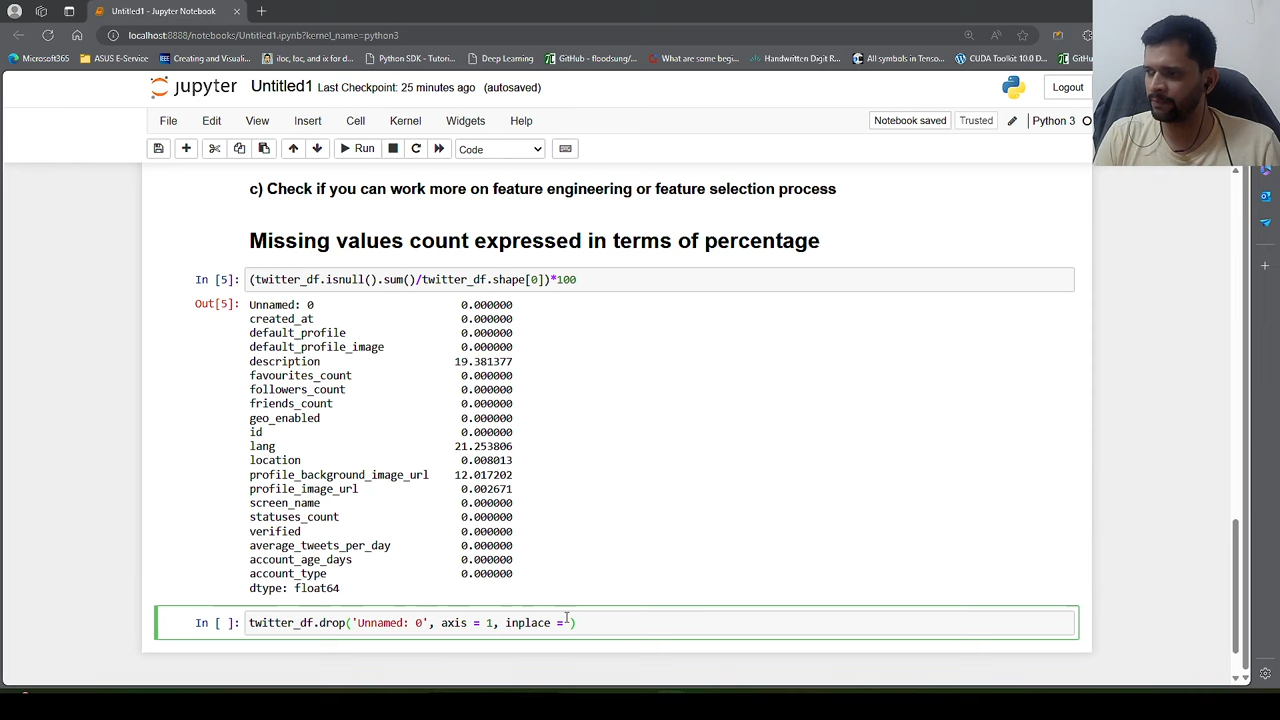 Untitled1 - Jupyter Notebook
localhost:8888/notebooks/Untitled1.ipynb?kernel_name=python3
Microsoft365 ASUS E-Service Creating and Visuali... iloc, loc, and ix for d... Python SDK - Tutori... Deep Learning GitHub - floodsung/... What are some begi... Handwritten Digit R... All symbols in Tenso... CUDA Toolkit 10.0 D... GitHu
jupyter Untitled1 Last Checkpoint: 25 minutes ago (autosaved) Logout
File Edit View Insert Cell Kernel Widgets Help Notebook saved Trusted Python 3
Run Code
c) Check if you can work more on feature engineering or feature selection process
Missing values count expressed in terms of percentage
In [5]: (twitter_df.isnull().sum()/twitter_df.shape[0])*100
Out[5]: Unnamed: 0 0.000000
created_at 0.000000
default_profile 0.000000
default_profile_image 0.000000
description 19.381377
favourites_count 0.000000
followers_count 0.000000
friends_count 0.000000
geo_enabled 0.000000
id 0.000000
lang 21.253806
location 0.008013
profile_background_image_url 12.017202
profile_image_url 0.002671
screen_name 0.000000
statuses_count 0.000000
verified 0.000000
average_tweets_per_day 0.000000
account_age_days 0.000000
account_type 0.000000
dtype: float64
In [ ]: twitter_df.drop('Unnamed: 0', axis = 1, inplace = )